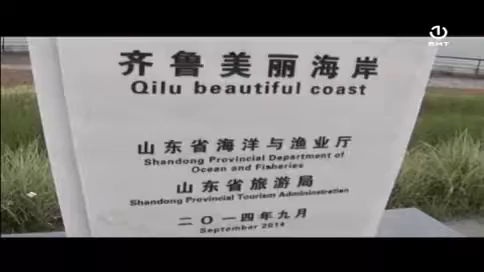 BMT
齐鲁美丽海岸
Qilu beautiful coast
山东省海洋与渔业厅
Shandong Provincial Department of
Ocean and Fisheries
山东省旅游局
Shandong Provincial Tourism Admininstration
二〇一四年九月
September 2014